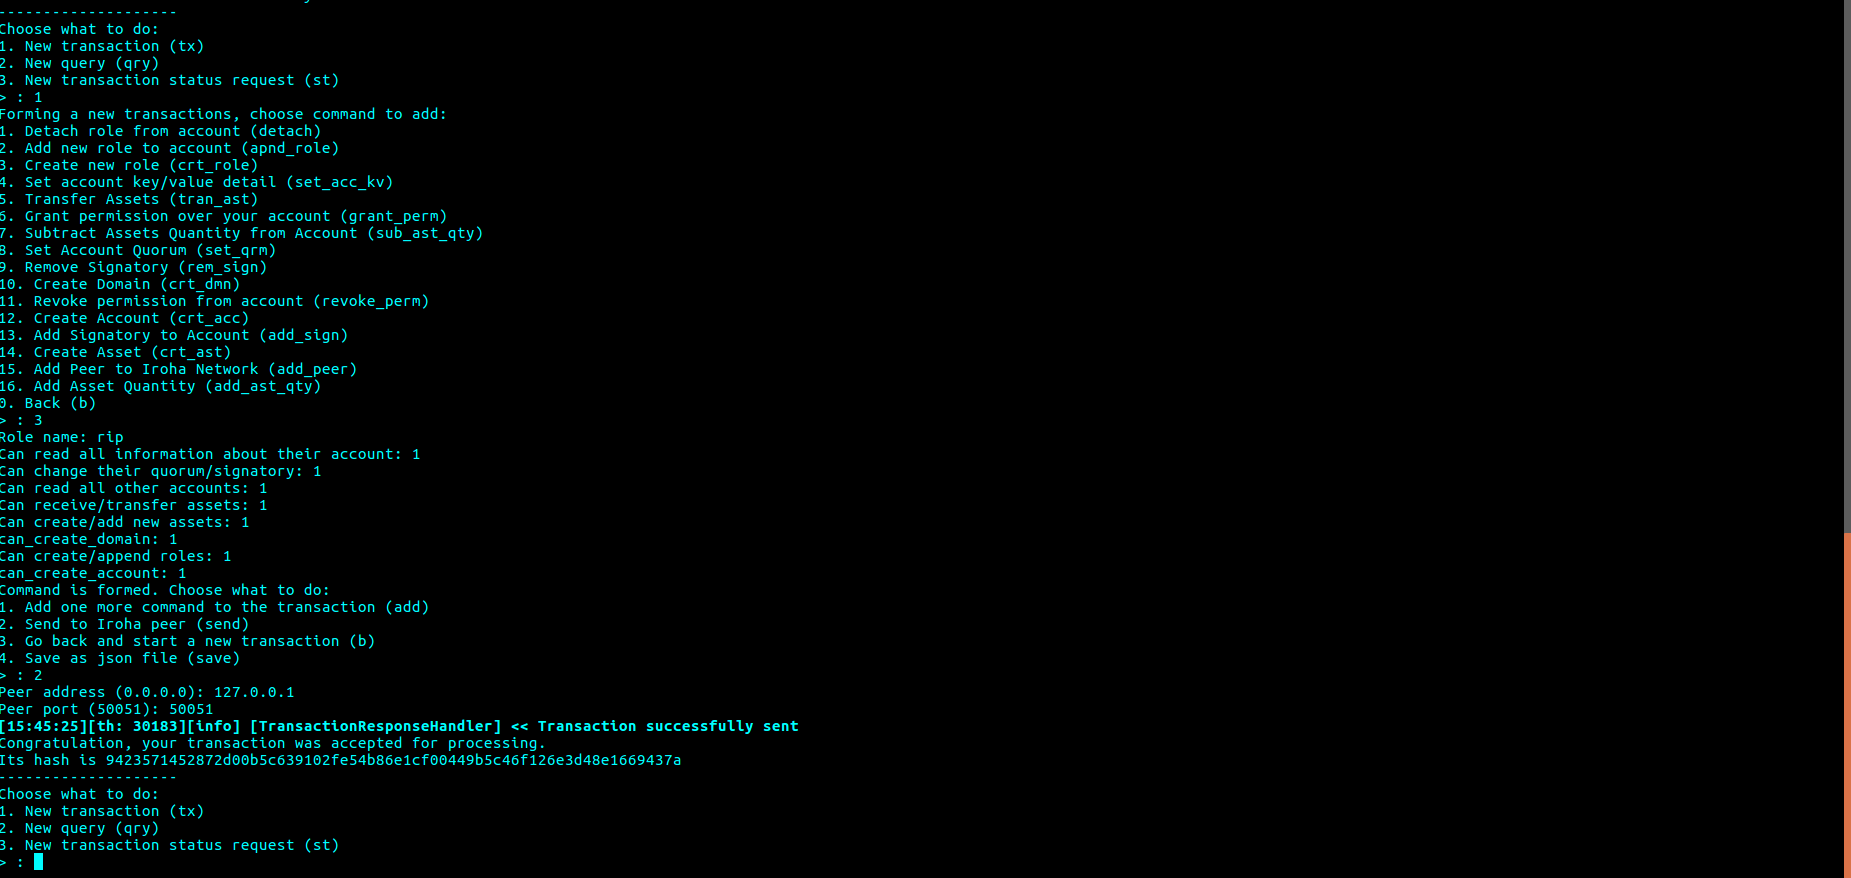 --------------------
Choose what to do:
1. New transaction (tx)
2. New query (qry)
3. New transaction status request (st)
> : 1
Forming a new transactions, choose command to add:
1. Detach role from account (detach)
2. Add new role to account (apnd_role)
3. Create new role (crt_role)
4. Set account key/value detail (set_acc_kv)
5. Transfer Assets (tran_ast)
6. Grant permission over your account (grant_perm)
7. Subtract Assets Quantity from Account (sub_ast_qty)
8. Set Account Quorum (set_qrm)
9. Remove Signatory (rem_sign)
10. Create Domain (crt_dmn)
11. Revoke permission from account (revoke_perm)
12. Create Account (crt_acc)
13. Add Signatory to Account (add_sign)
14. Create Asset (crt_ast)
15. Add Peer to Iroha Network (add_peer)
16. Add Asset Quantity (add_ast_qty)
0. Back (b)
> : 3
Role name: rip
Can read all information about their account: 1
Can change their quorum/signatory: 1
Can read all other accounts: 1
Can receive/transfer assets: 1
Can create/add new assets: 1
can_create_domain: 1
Can create/append roles: 1
can_create_account: 1
Command is formed. Choose what to do:
1. Add one more command to the transaction (add)
2. Send to Iroha peer (send)
3. Go back and start a new transaction (b)
4. Save as json file (save)
> : 2
Peer address (0.0.0.0): 127.0.0.1
Peer port (50051): 50051
[15:45:25][th: 30183][info] [TransactionResponseHandler] << Transaction successfully sent
Congratulation, your transaction was accepted for processing.
Its hash is 9423571452872d00b5c639102fe54b86e1cf00449b5c46f126e3d48e1669437a
--------------------
Choose what to do:
1. New transaction (tx)
2. New query (qry)
3. New transaction status request (st)
> :